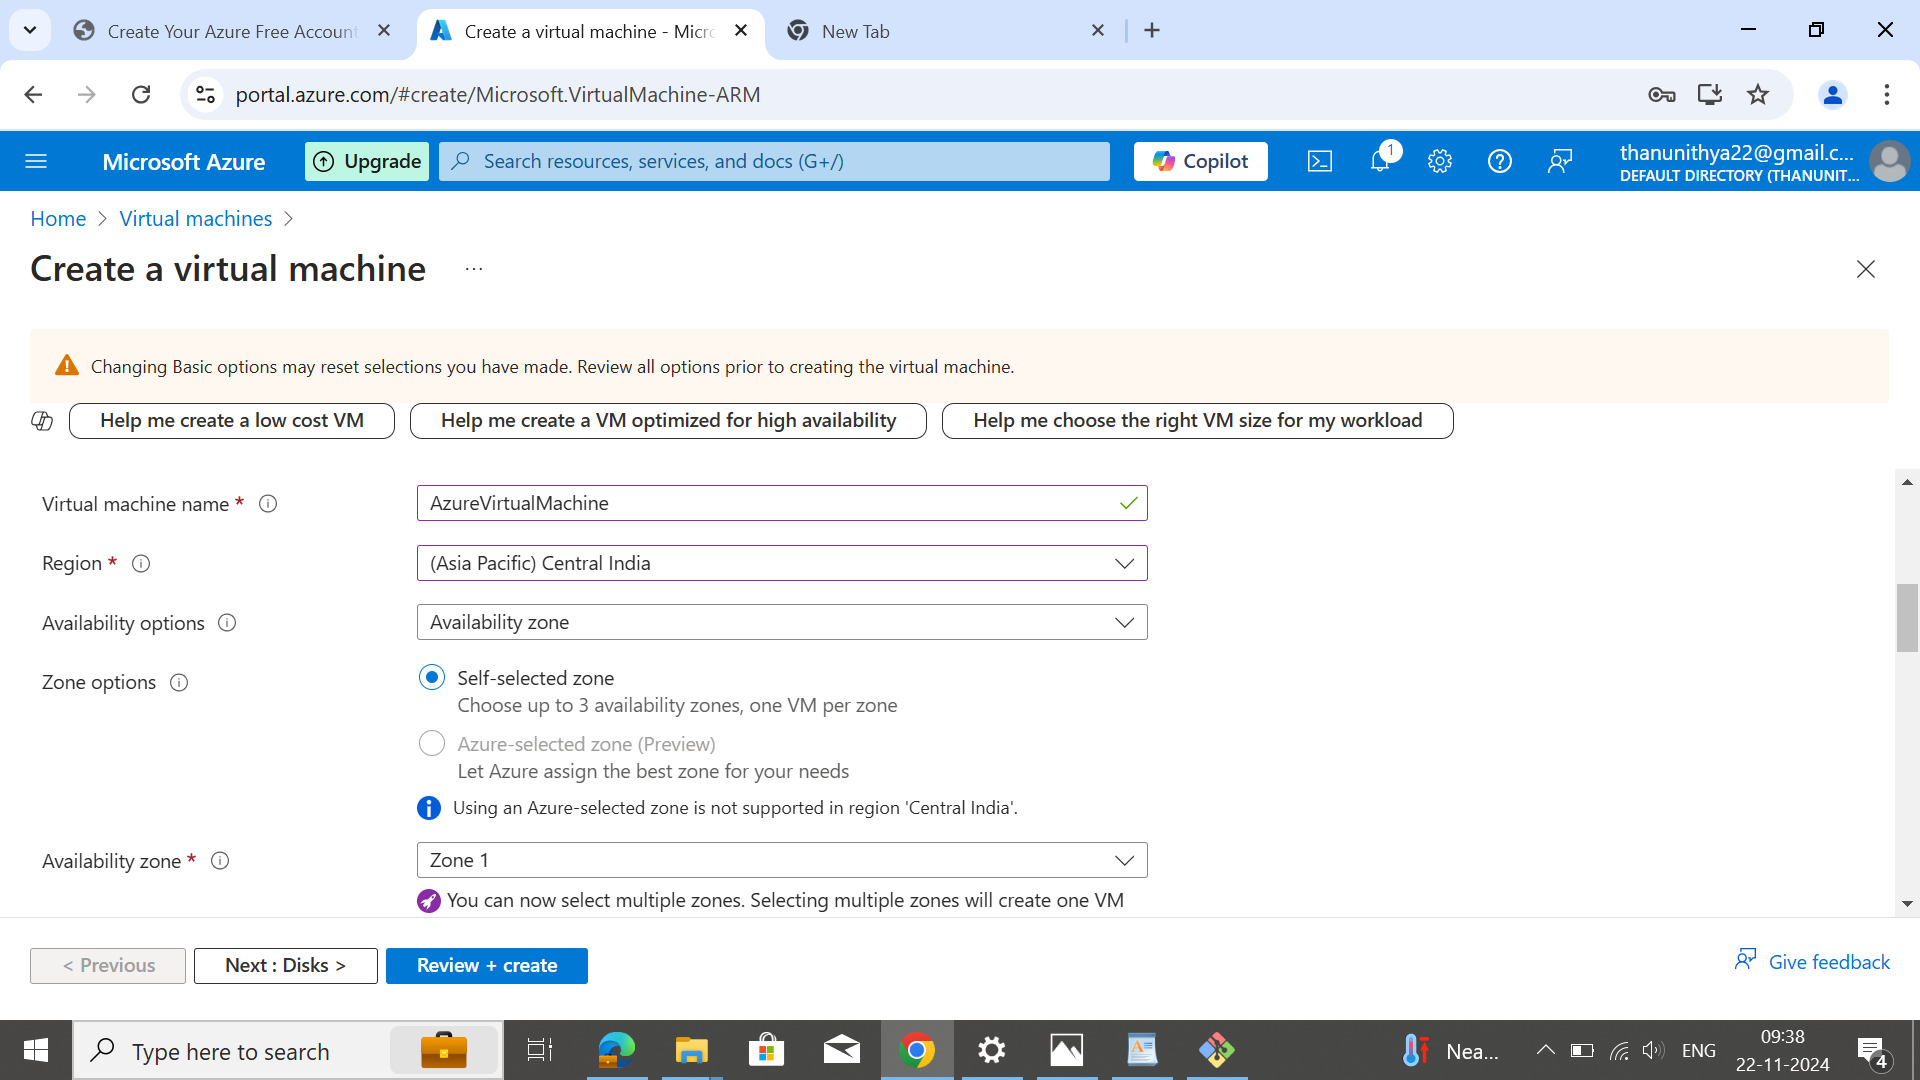 Create Your Azure Free Account
Create a virtual machine - Micro
New Tab
portal.azure.com/#create/Microsoft.VirtualMachine-ARM
Microsoft Azure
Upgrade
Search resources, services, and docs (G+/)
Copilot
1
thanunithya22@gmail.c...
DEFAULT DIRECTORY (THANUNIT...
Home > Virtual machines >
Create a virtual machine ...
Changing Basic options may reset selections you have made. Review all options prior to creating the virtual machine.
Help me create a low cost VM
Help me create a VM optimized for high availability
Help me choose the right VM size for my workload
Virtual machine name *
AzureVirtualMachine
Region *
(Asia Pacific) Central India
Availability options
Availability zone
Zone options
Self-selected zone
Choose up to 3 availability zones, one VM per zone
Azure-selected zone (Preview)
Let Azure assign the best zone for your needs
Using an Azure-selected zone is not supported in region 'Central India'.
Availability zone *
Zone 1
You can now select multiple zones. Selecting multiple zones will create one VM
< Previous
Next : Disks >
Review + create
Give feedback
Type here to search
Nea...
ENG
09:38
22-11-2024
4